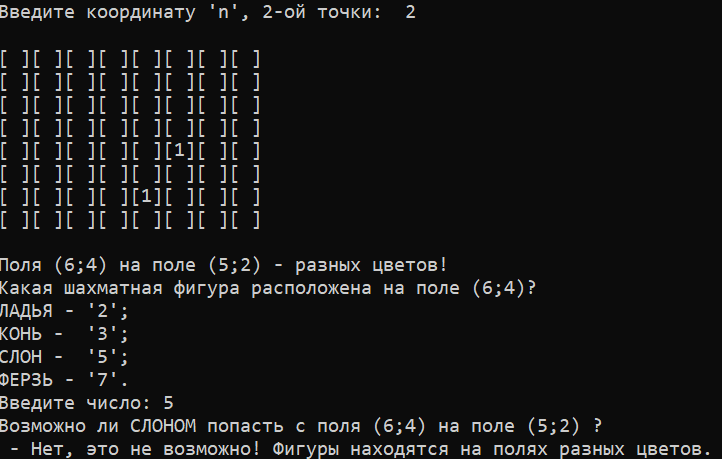 Введите координату 'n', 2-ой точки:  2
[ ][ ][ ][ ][ ][ ][ ][ ]
[ ][ ][ ][ ][ ][ ][ ][ ]
[ ][ ][ ][ ][ ][ ][ ][ ]
[ ][ ][ ][ ][ ][ ][ ][ ]
[ ][ ][ ][ ][ ][1][ ][ ]
[ ][ ][ ][ ][ ][ ][ ][ ]
[ ][ ][ ][ ][1][ ][ ][ ]
[ ][ ][ ][ ][ ][ ][ ][ ]
Поля (6;4) на поле (5;2) - разных цветов!
Какая шахматная фигура расположена на поле (6;4)?
ЛАДЬЯ - '2';
КОНЬ -  '3';
СЛОН -  '5';
ФЕРЗЬ - '7'.
Введите число: 5
Возможно ли СЛОНОМ попасть с поля (6;4) на поле (5;2) ?
 - Нет, это не возможно! Фигуры находятся на полях разных цветов.